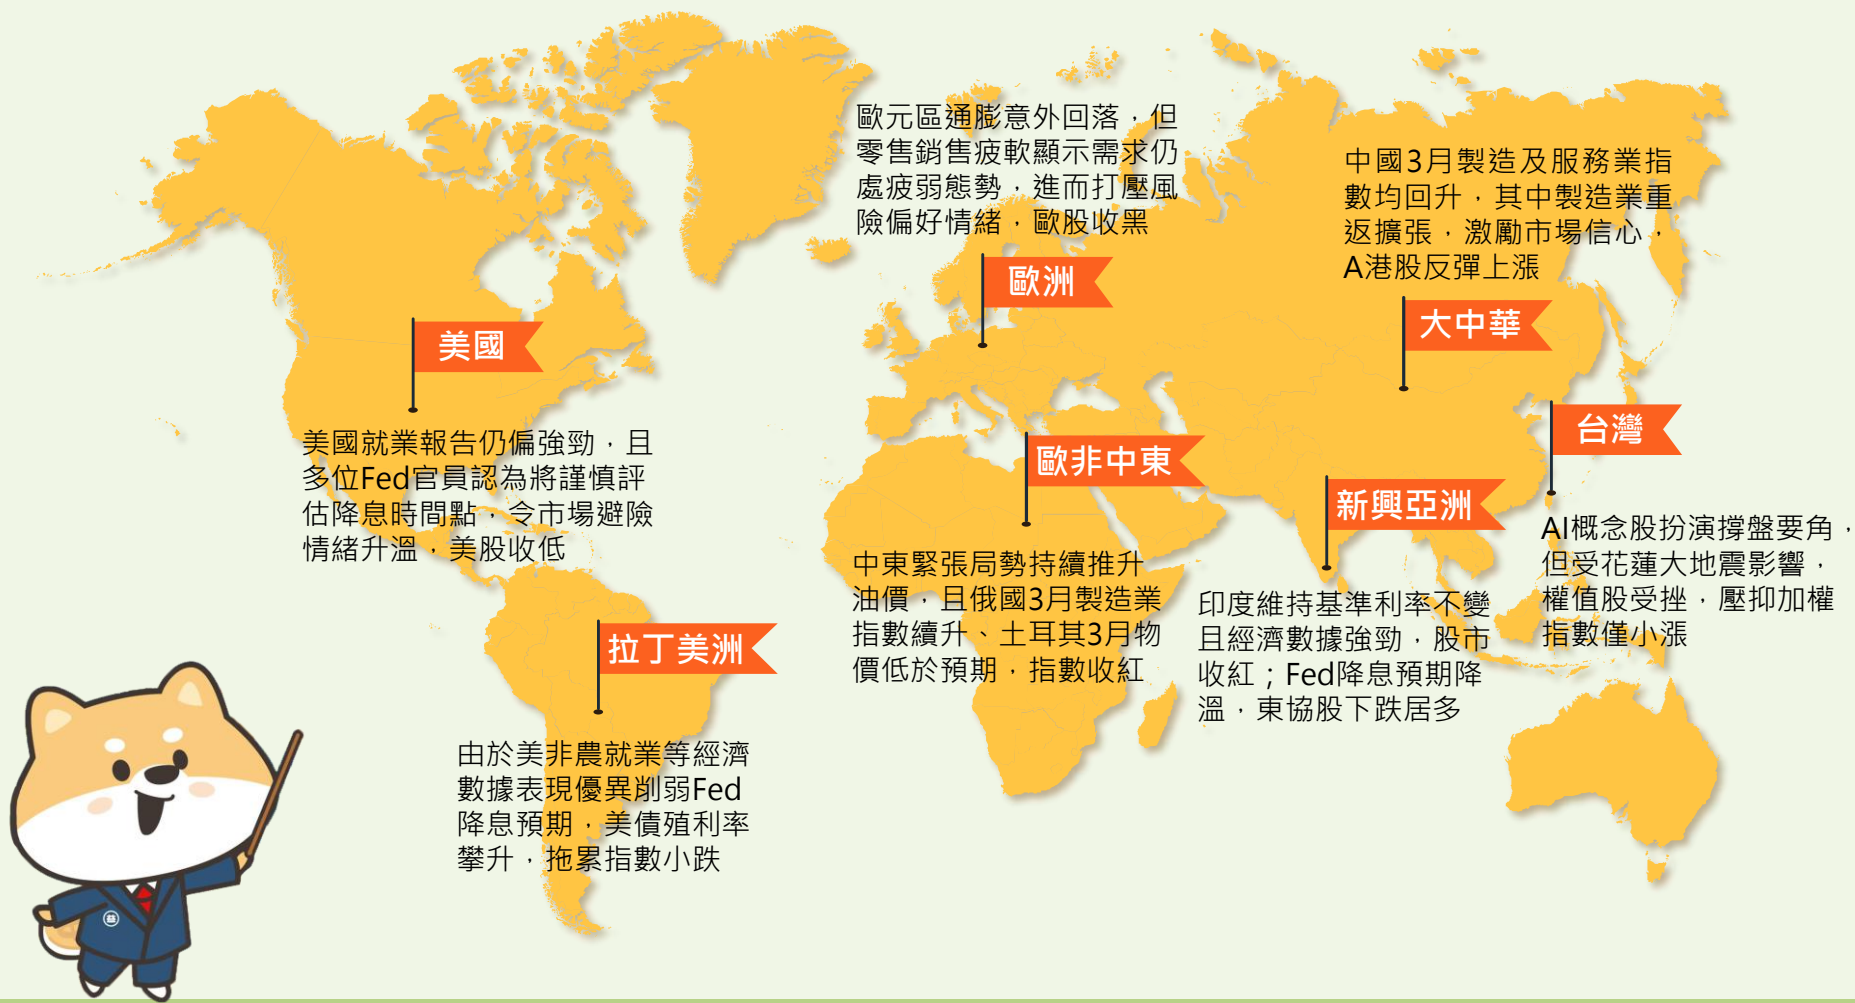 歐元區通膨意外回落，但
零售銷售疲軟顯示需求仍
處疲弱態勢，進而打壓風
險偏好情緒，歐股收黑
歐洲
中國3月製造及服務業指
數均回升，其中製造業重
返擴張，激勵市場信心，
A港股反彈上漲
大中華
美國
美國就業報告仍偏強勁，且
多位Fed官員認為將謹慎評
估降息時間點，令市場避險
情緒升溫，美股收低
台灣
AI概念股扮演撐盤要角，
但受花蓮大地震影響，
權值股受挫，壓抑加權
指數僅小漲
歐非中東
中東緊張局勢持續推升
油價，且俄國3月製造業
指數續升、土耳其3月物
價低於預期，指數收紅
新興亞洲
印度維持基準利率不變
且經濟數據強勁，股市
收紅；Fed降息預期降
溫，東協股下跌居多
拉丁美洲
由於美非農就業等經濟
數據表現優異削弱Fed
降息預期，美債殖利率
攀升，拖累指數小跌